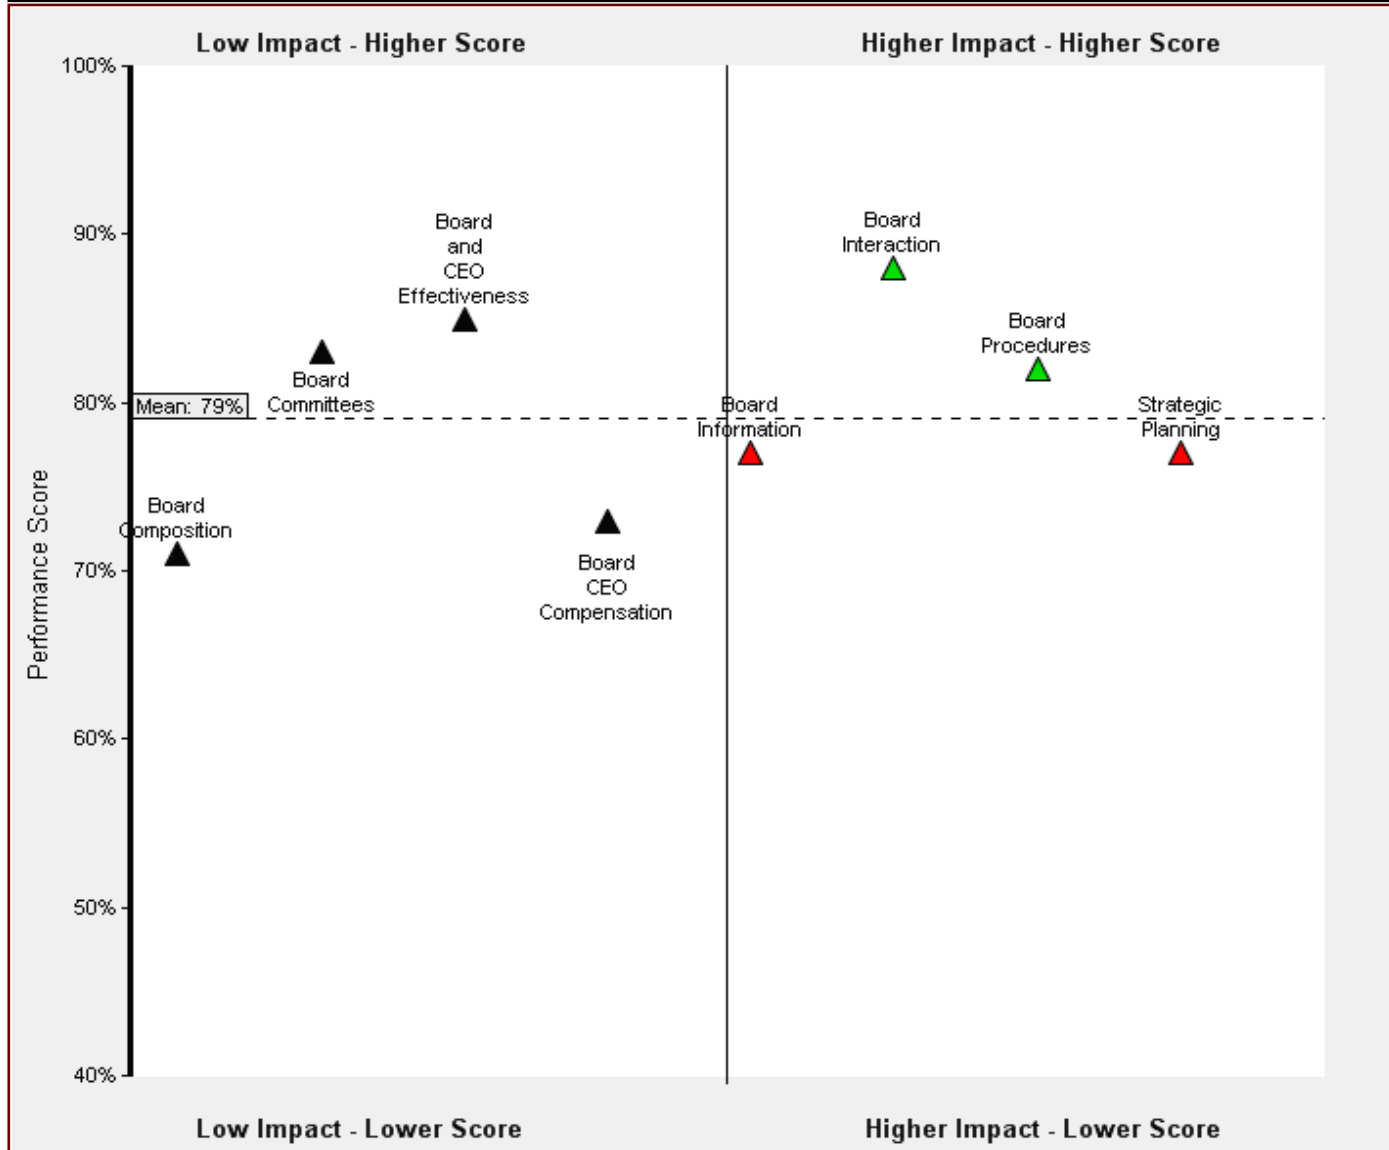 Low Impact - Higher Score
Higher Impact - Higher Score
100%
90%
80%
70%
60%
50%
40%
Performance Score
Mean: 79%
Board
Composition
Board
Committees
Board
and
CEO
Effectiveness
Board
CEO
Compensation
Board
Information
Board
Interaction
Board
Procedures
Strategic
Planning
Low Impact - Lower Score
Higher Impact - Lower Score